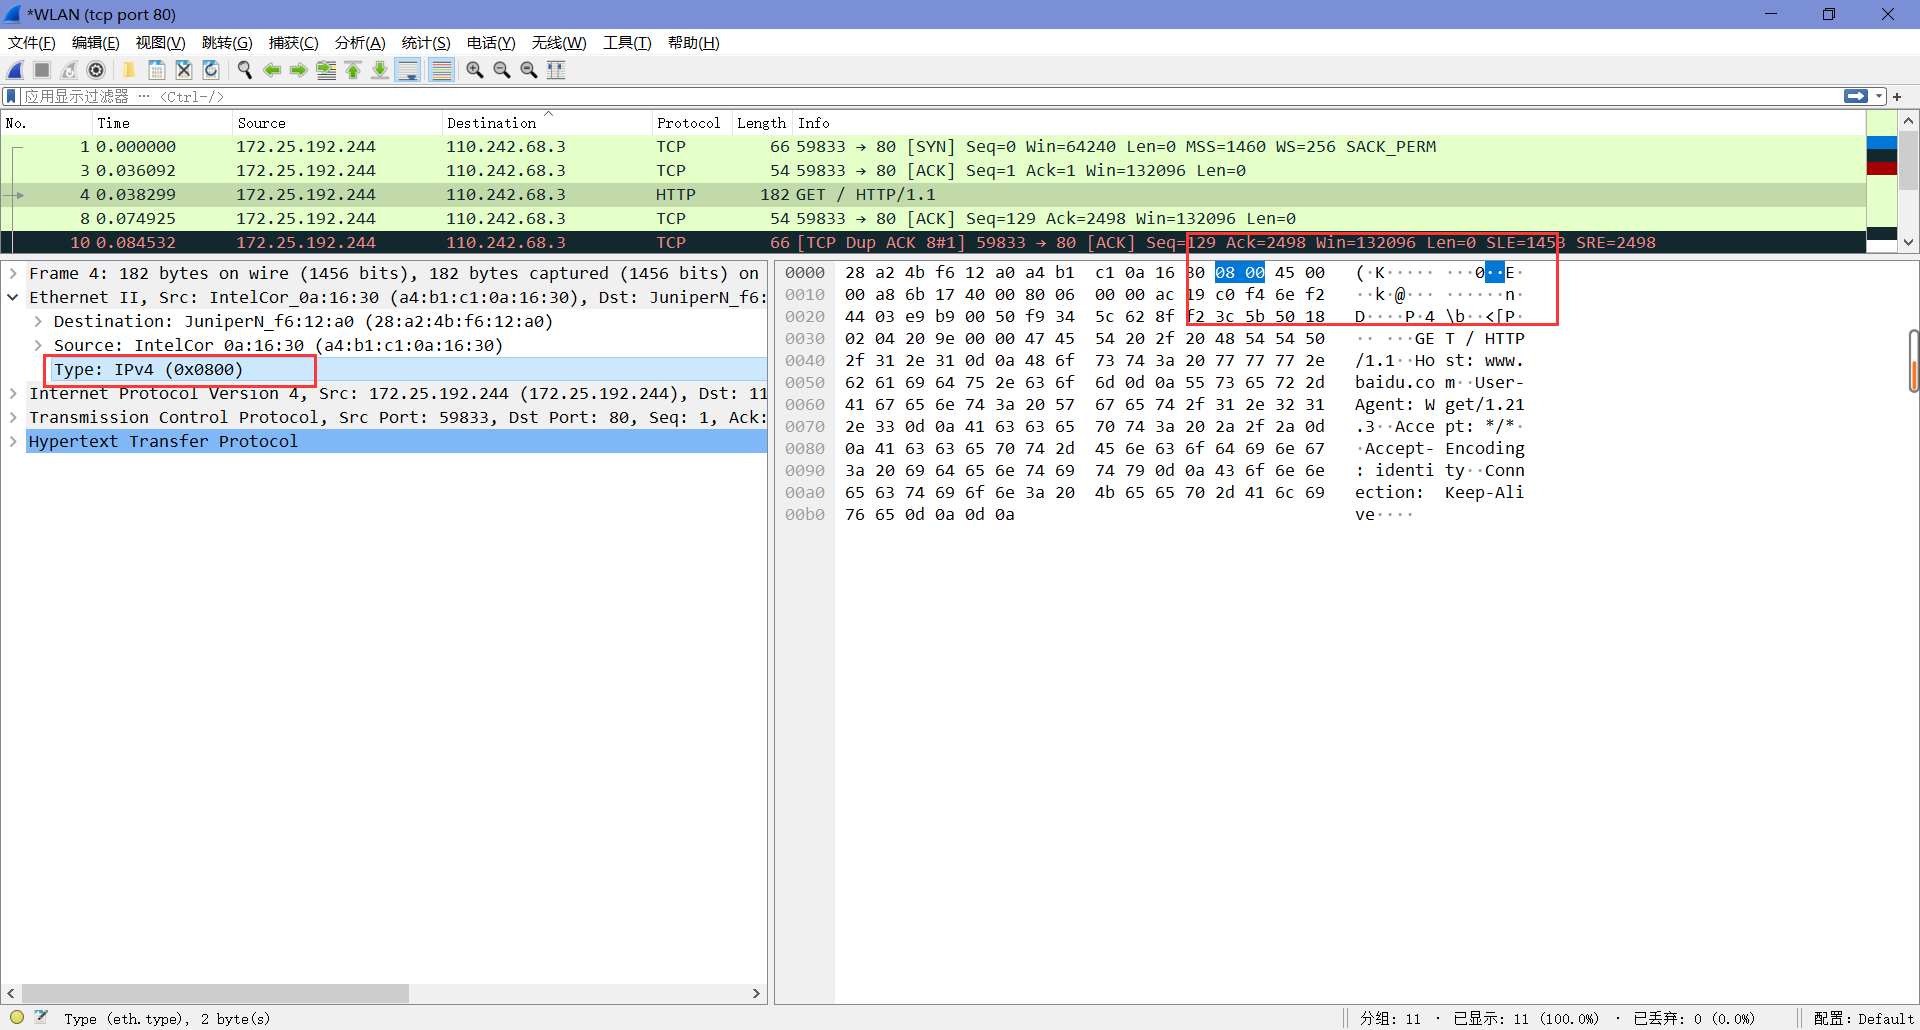 *WLAN (tcp port 80)
文件(F) 编辑(E) 视图(V) 跳转(G) 捕获(C) 分析(A) 统计(S) 电话(Y) 无线(W) 工具(T) 帮助(H)
应用显示过滤器 … <Ctrl-/>
No. Time Source Destination Protocol Length Info
1 0.000000 172.25.192.244 110.242.68.3 TCP 66 59833 → 80 [SYN] Seq=0 Win=64240 Len=0 MSS=1460 WS=256 SACK_PERM
3 0.036092 172.25.192.244 110.242.68.3 TCP 54 59833 → 80 [ACK] Seq=1 Ack=1 Win=132096 Len=0
4 0.038299 172.25.192.244 110.242.68.3 HTTP 182 GET / HTTP/1.1
8 0.074925 172.25.192.244 110.242.68.3 TCP 54 59833 → 80 [ACK] Seq=129 Ack=2498 Win=132096 Len=0
10 0.084532 172.25.192.244 110.242.68.3 TCP 66 [TCP Dup ACK 8#1] 59833 → 80 [ACK] Seq=129 Ack=2498 Win=132096 Len=0 SLE=1453 SRE=2498
Frame 4: 182 bytes on wire (1456 bits), 182 bytes captured (1456 bits) on
Ethernet II, Src: IntelCor_0a:16:30 (a4:b1:c1:0a:16:30), Dst: JuniperN_f6:
Destination: JuniperN_f6:12:a0 (28:a2:4b:f6:12:a0)
Source: IntelCor 0a:16:30 (a4:b1:c1:0a:16:30)
Type: IPv4 (0x0800)
Internet Protocol Version 4, Src: 172.25.192.244 (172.25.192.244), Dst: 11
Transmission Control Protocol, Src Port: 59833, Dst Port: 80, Seq: 1, Ack:
Hypertext Transfer Protocol
0000 28 a2 4b f6 12 a0 a4 b1 c1 0a 16 30 08 00 45 00 (·K····· ···0··E·
0010 00 a8 6b 17 40 00 80 06 00 00 ac 19 c0 f4 6e f2 ··k·@··· ······n·
0020 44 03 e9 b9 00 50 f9 34 5c 62 8f f2 3c 5b 50 18 D····P·4 \b··<[P·
0030 02 04 20 9e 00 00 47 45 54 20 2f 20 48 54 54 50 ·· ···GE T / HTTP
0040 2f 31 2e 31 0d 0a 48 6f 73 74 3a 20 77 77 77 2e /1.1··Ho st: www.
0050 62 61 69 64 75 2e 63 6f 6d 0d 0a 55 73 65 72 2d baidu.co m··User-
0060 41 67 65 6e 74 3a 20 57 67 65 74 2f 31 2e 32 31 Agent: W get/1.21
0070 2e 33 0d 0a 41 63 63 65 70 74 3a 20 2a 2f 2a 0d .3··Acce pt: */*·
0080 0a 41 63 63 65 70 74 2d 45 6e 63 6f 64 69 6e 67 ·Accept- Encoding
0090 3a 20 69 64 65 6e 74 69 74 79 0d 0a 43 6f 6e 6e : identi ty··Conn
00a0 65 63 74 69 6f 6e 3a 20 4b 65 65 70 2d 41 6c 69 ection: Keep-Ali
00b0 76 65 0d 0a 0d 0a ve····
Type (eth.type), 2 byte(s) 分组: 11 · 已显示: 11 (100.0%) · 已丢弃: 0 (0.0%) 配置: Default